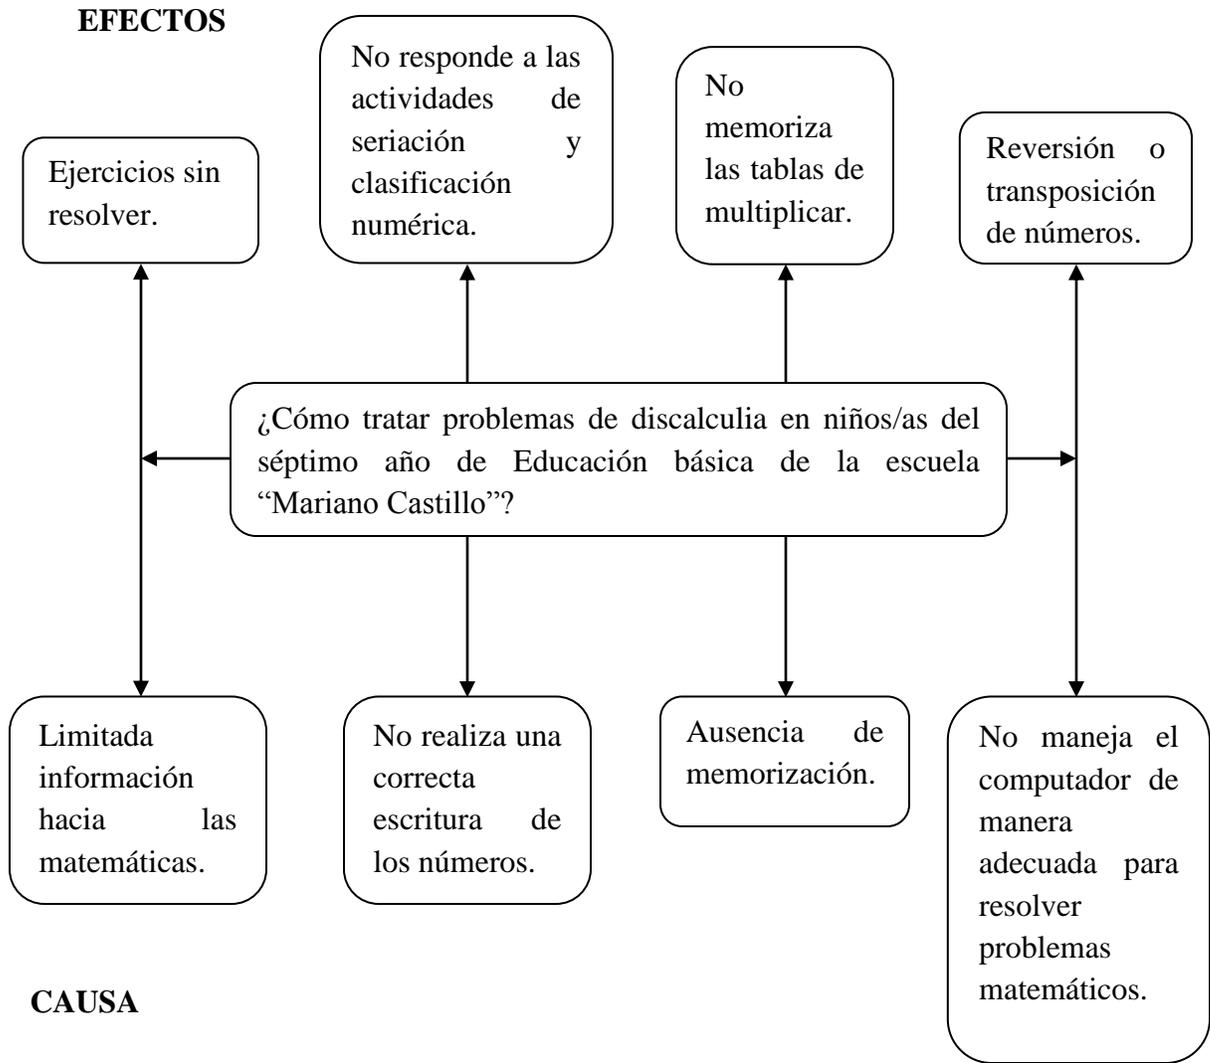 EFECTOS
Ejercicios sin
resolver.
No responde a las
actividades de
seriación y
clasificación
numérica.
No
memoriza
las tablas de
multiplicar.
Reversión o
transposición
de números.
¿Cómo tratar problemas de discalculia en niños/as del
séptimo año de Educación básica de la escuela
“Mariano Castillo”?
Limitada
información
hacia las
matemáticas.
No realiza una
correcta
escritura de
los números.
Ausencia de
memorización.
No maneja el
computador de
manera
adecuada para
resolver
problemas
matemáticos.
CAUSA